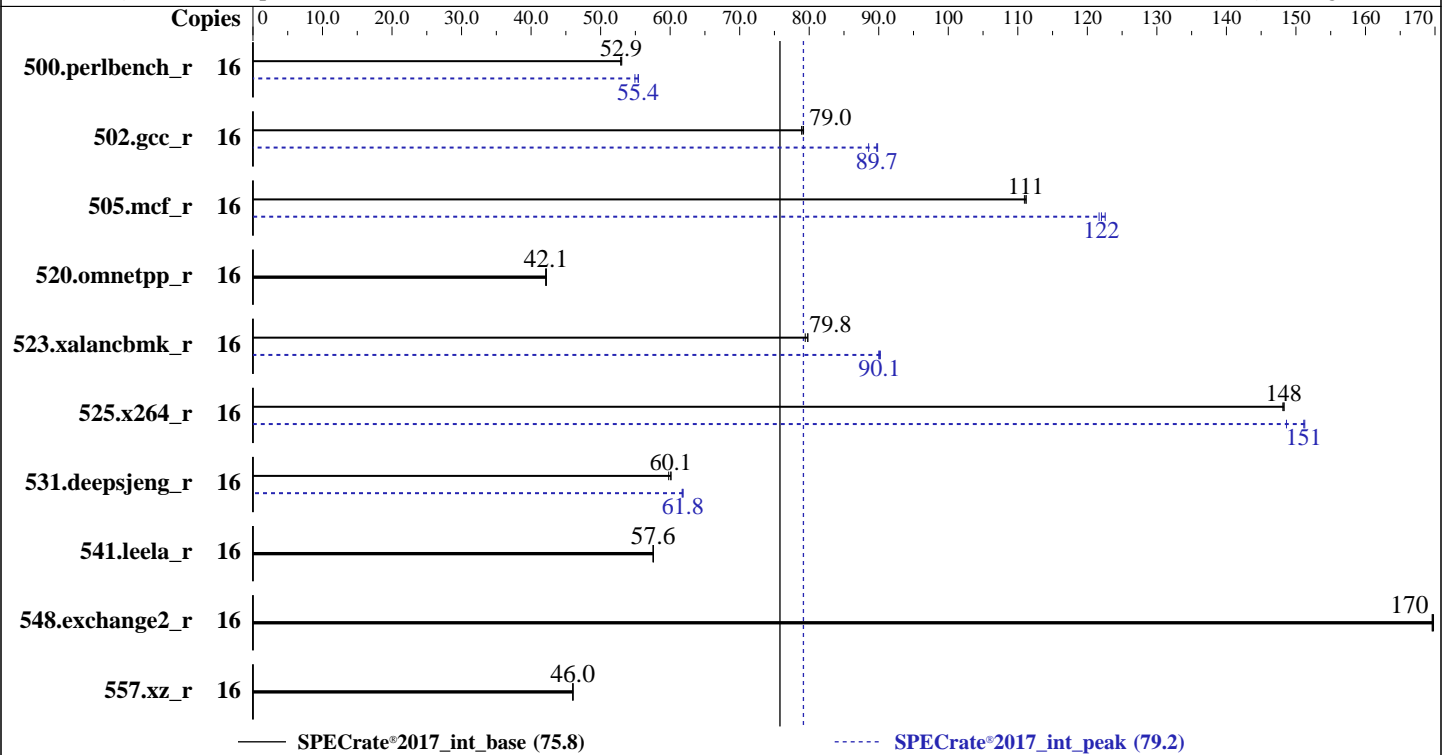 Copies 0 10.0 20.0 30.0 40.0 50.0 60.0 70.0 80.0 90.0 100 110 120 130 140 150 160 170
500.perlbench_r 16 52.9
55.4
502.gcc_r 16 79.0
89.7
505.mcf_r 16 111
122
520.omnetpp_r 16 42.1
523.xalancbmk_r 16 79.8
90.1
525.x264_r 16 148
151
531.deepsjeng_r 16 60.1
61.8
541.leela_r 16 57.6
548.exchange2_r 16 170
557.xz_r 16 46.0
SPECrate®2017_int_base (75.8) SPECrate®2017_int_peak (79.2)